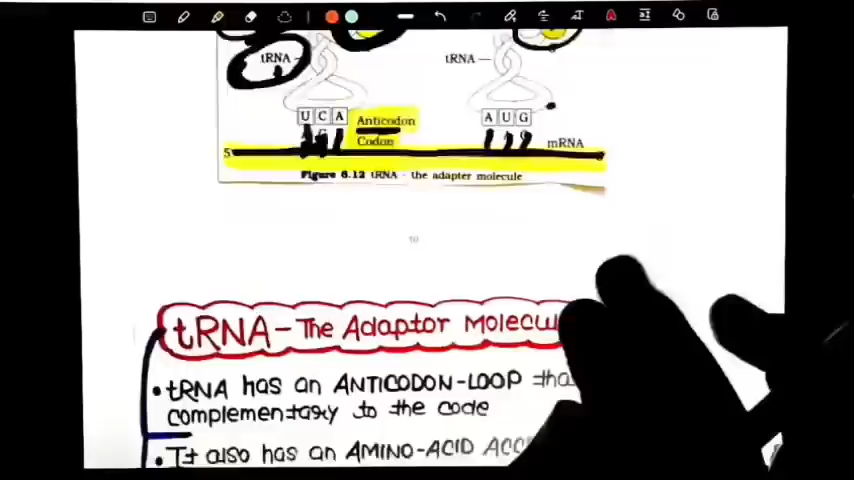 tRNA
tRNA
U C A
A U G
Anticodon
Codon
5'
mRNA
Figure 6.12 tRNA - the adapter molecule
10
tRNA - The Adaptor
• tRNA has an ANTICODON-LOOP
complementary to the code
• It also has an AMINO-ACID